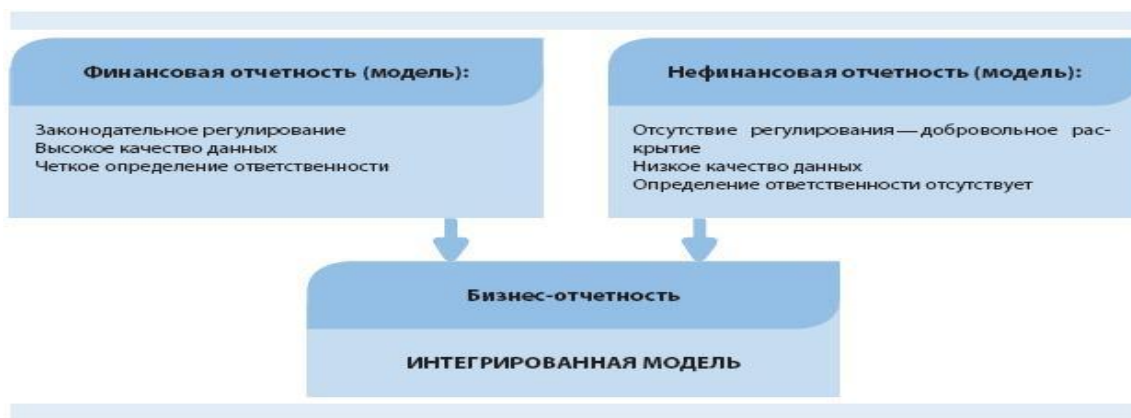 Финансовая отчетность (модель):
Законодательное регулирование
Высокое качество данных
Четкое определение ответственности
Нефинансовая отчетность (модель):
Отсутствие регулирования — добровольное рас-
крытие
Низкое качество данных
Определение ответственности отсутствует
Бизнес-отчетность
ИНТЕГРИРОВАННАЯ МОДЕЛЬ